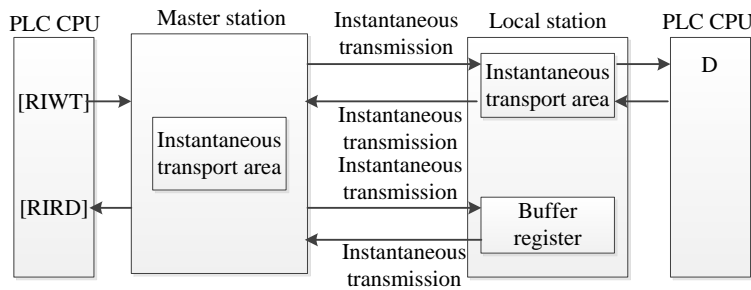 PLC CPU
Master station
Instantaneous
transmission
Local station
PLC CPU
[RIWT]
Instantaneous
transport area
D
Instantaneous
transmission
Instantaneous
transport area
Instantaneous
transmission
[RIRD]
Buffer
register
Instantaneous
transmission